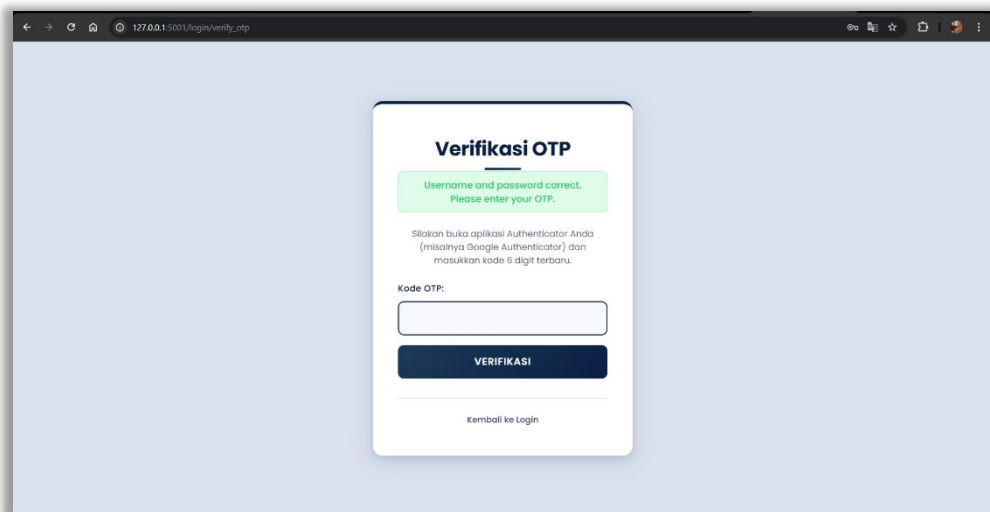 127.0.0.1:5001/login/verify_otp
Verifikasi OTP
Username and password correct.
Please enter your OTP.
Silakan buka aplikasi Authenticator Anda
(misalnya Google Authenticator) dan
masukkan kode 6 digit terbaru.
Kode OTP:
VERIFIKASI
Kembali ke Login